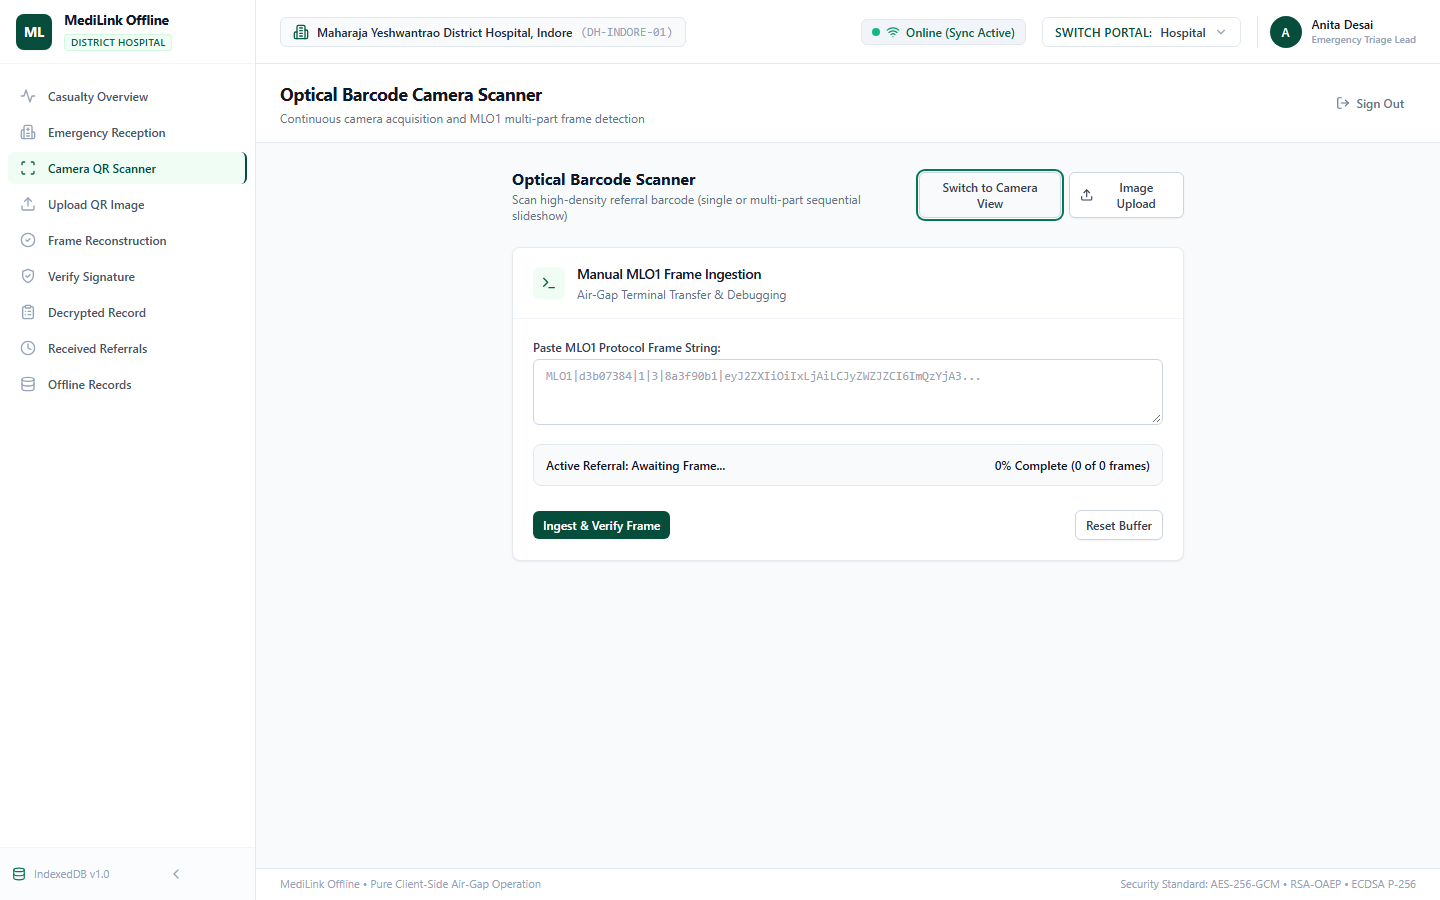 ML
MediLink Offline
DISTRICT HOSPITAL
Maharaja Yeshwantrao District Hospital, Indore (DH-INDORE-01)
Online (Sync Active)
SWITCH PORTAL: Hospital
A
Anita Desai
Emergency Triage Lead
Casualty Overview
Emergency Reception
Camera QR Scanner
Upload QR Image
Frame Reconstruction
Verify Signature
Decrypted Record
Received Referrals
Offline Records
IndexedDB v1.0
Optical Barcode Camera Scanner
Continuous camera acquisition and MLO1 multi-part frame detection
Sign Out
Optical Barcode Scanner
Scan high-density referral barcode (single or multi-part sequential
slideshow)
Switch to Camera
View
Image
Upload
Manual MLO1 Frame Ingestion
Air-Gap Terminal Transfer & Debugging
Paste MLO1 Protocol Frame String:
MLO1|d3b07384|1|3|8a3f90b1|eyJ2ZXIiOiIxLjAiLCJyZWZJZCI6ImQzYjA3...
Active Referral: Awaiting Frame...
0% Complete (0 of 0 frames)
Ingest & Verify Frame
Reset Buffer
MediLink Offline • Pure Client-Side Air-Gap Operation
Security Standard: AES-256-GCM • RSA-OAEP • ECDSA P-256